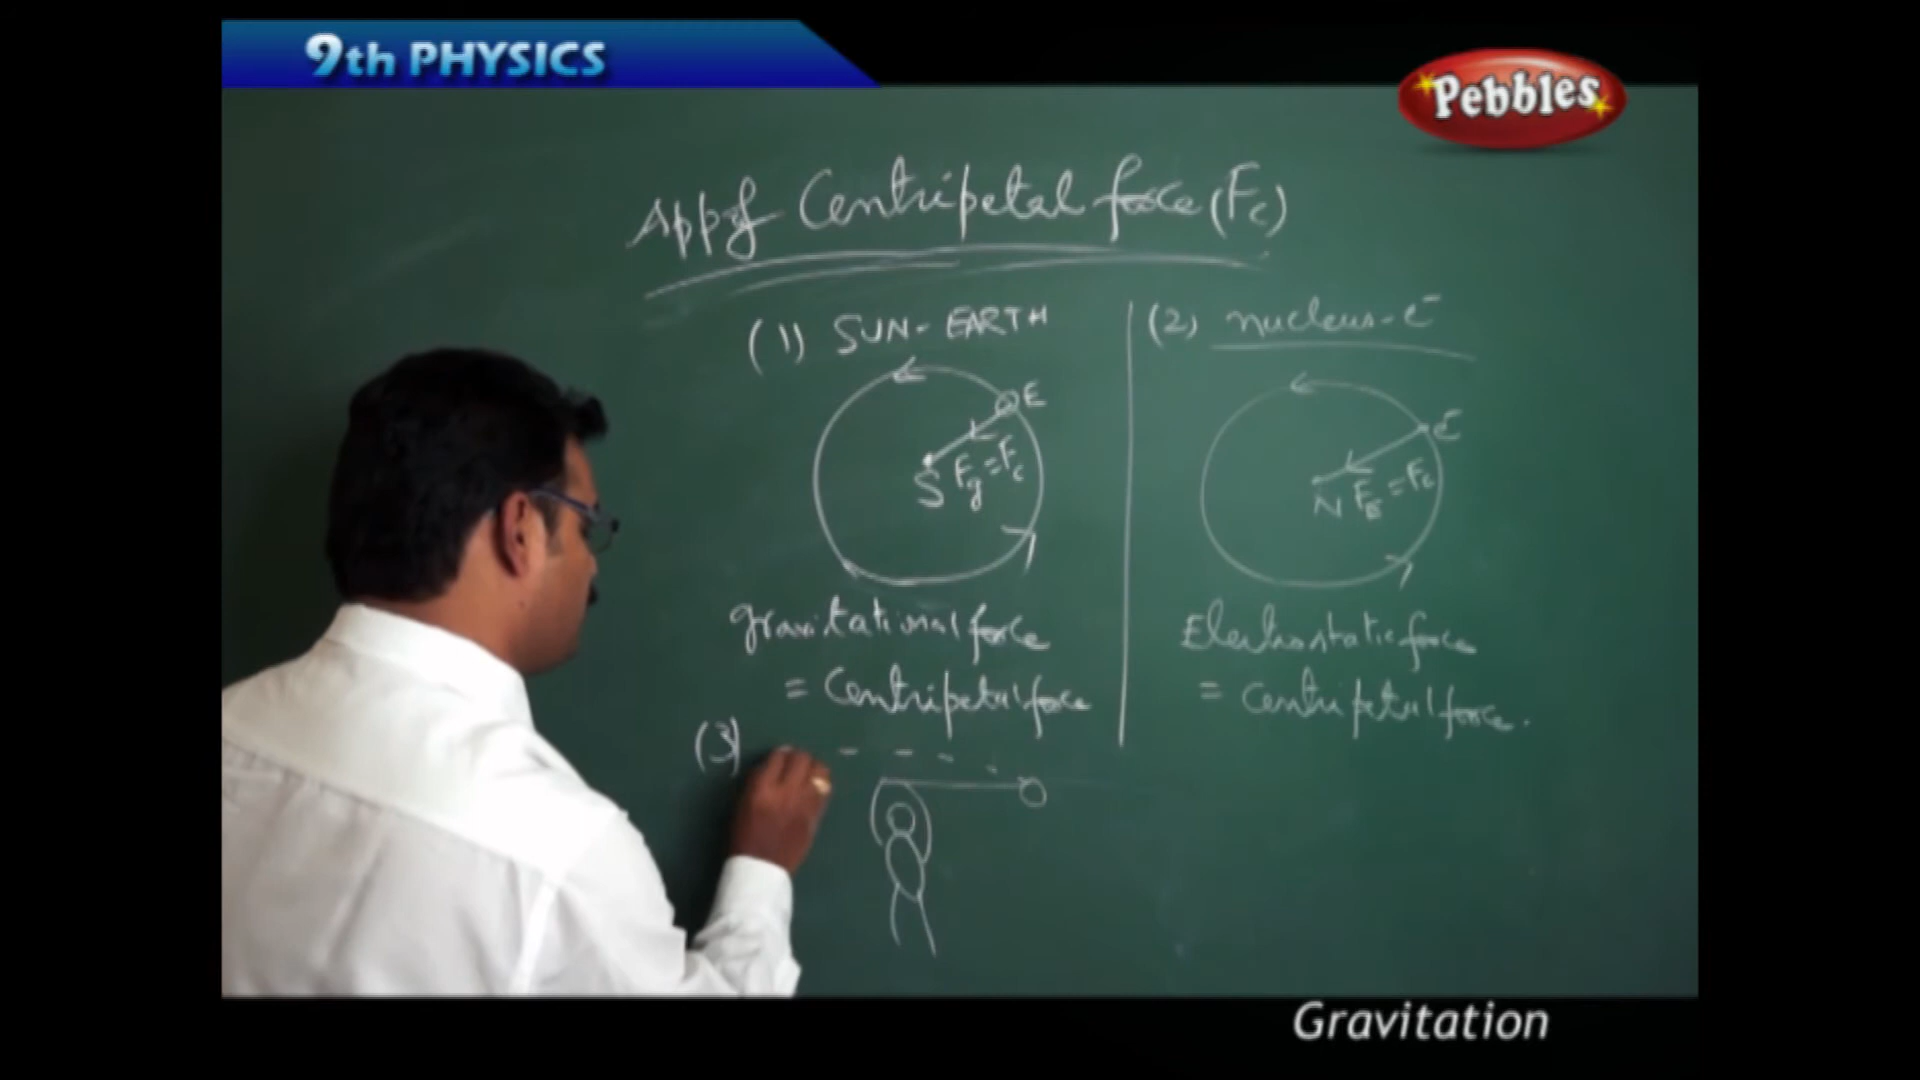 9th PHYSICS
Pebbles
App of Centripetal force (Fc)
(1) SUN - EARTH
E
Fg = Fc
S
gravitational force
= Centripetal force
(2) nucleus - e⁻
e⁻
N FE = Fc
Electrostatic force
= centripetal force.
(3)
Gravitation